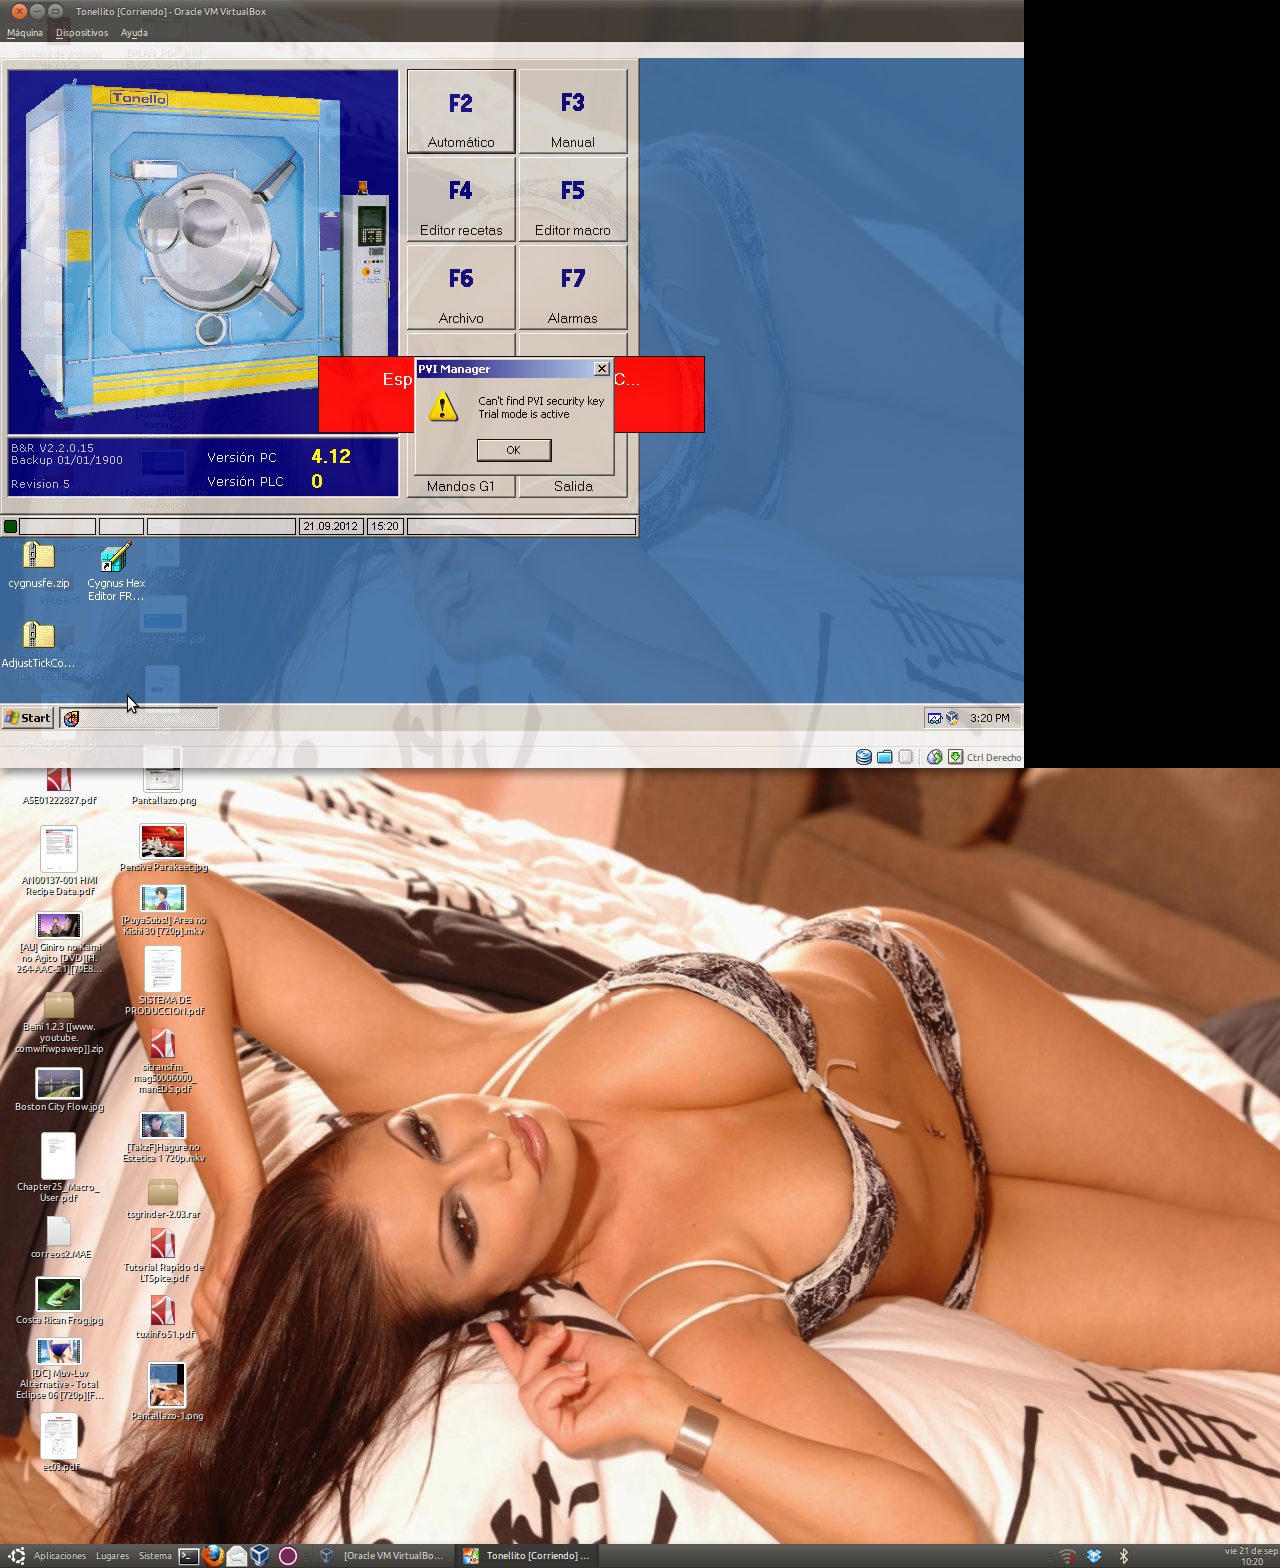 Tonellito [Corriendo] - Oracle VM VirtualBox
Máquina Dispositivos Ayuda
Tonello
F2
Automático
F3
Manual
F4
Editor recetas
F5
Editor macro
F6
Archivo
F7
Alarmas
Esp
C...
PVI Manager
Can't find PVI security key
Trial mode is active
OK
Mandos G1
Salida
B&R V2.2.0.15
Backup 01/01/1900
Revision 5
Versión PC 4.12
Versión PLC 0
21.09.2012 15:20
cygnusfe.zip
Cygnus Hex
Editor FR...
AdjustTickCo...
Start
3:20 PM
Ctrl Derecho
ASE01222827.pdf
Pantallazo.png
AN00137-001 HMI
Recipe Data.pdf
Pensive Parakeet.jpg
[AU] Giniro no Kami
no Agito [DVD][H.
264-AAC-5.1][79E8...
[PuyaSubs!] Area no
Kishi 30 [720p].mkv
Beini 1.2.3 [[www.
youtube.
comwifiwpawep]].zip
SISTEMA DE
PRODUCCION.pdf
Boston City Flow.jpg
sitransfm_
mag50006000_
manEDS.pdf
Chapter25_Macro_
User.pdf
[TakzF]Hagure no
Estetica 1 720p.mkv
correos2.MAE
tsgrinder-2.03.rar
Costa Rican Frog.jpg
Tutorial Rapido de
LTSpice.pdf
[DC] Muv-Luv
Alternative - Total
Eclipse 06 [720p][F...
tuxinfo51.pdf
ec03.pdf
Pantallazo-1.png
Aplicaciones Lugares Sistema
[Oracle VM VirtualBo...
Tonellito [Corriendo] ...
vie 21 de sep
10:20